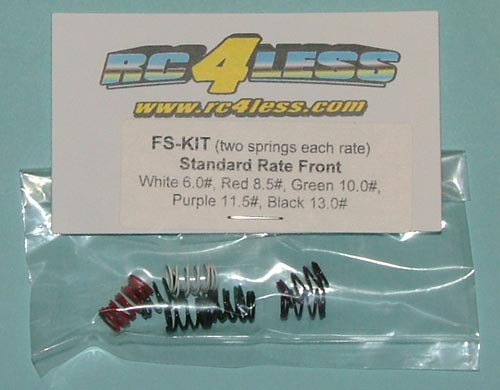 RC4LESS
www.rc4less.com
FS-KIT (two springs each rate)
Standard Rate Front
White 6.0#, Red 8.5#, Green 10.0#,
Purple 11.5#, Black 13.0#